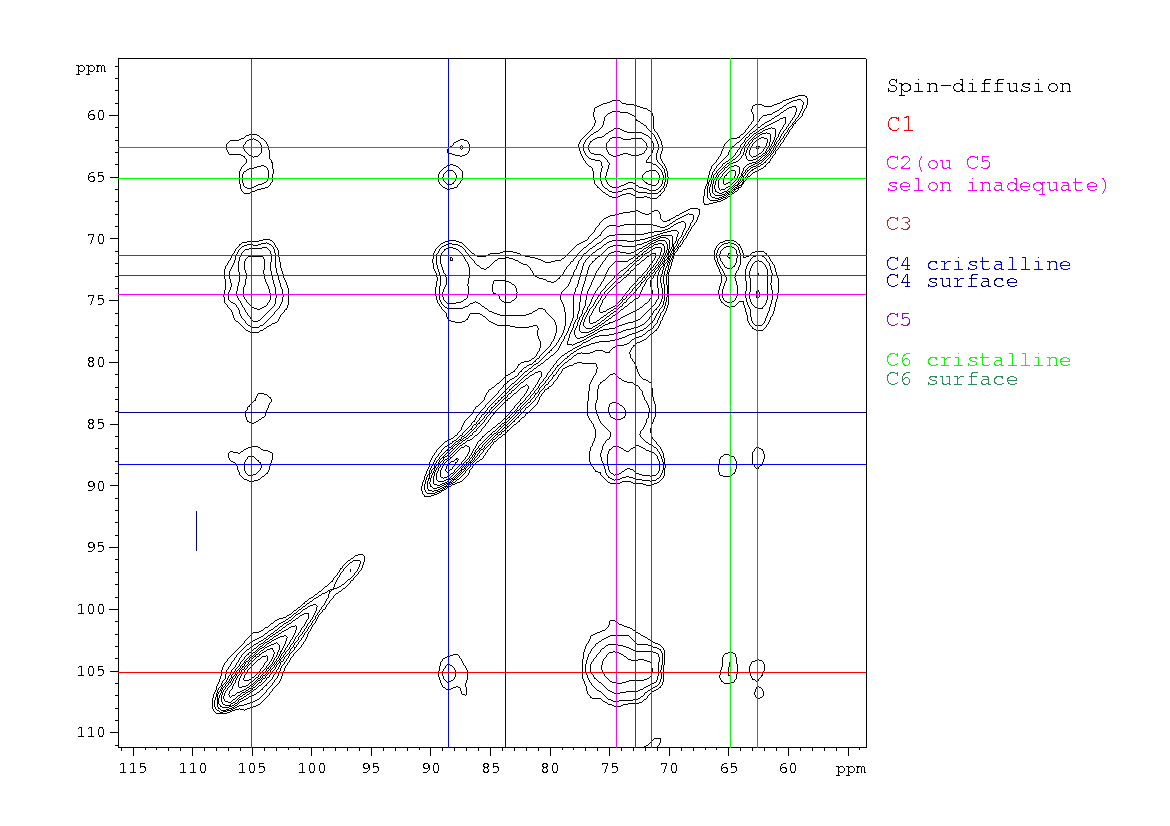 ppm
60
65
70
75
80
85
90
95
100
105
110
115 110 105 100 95 90 85 80 75 70 65 60 ppm
Spin-diffusion
C1
C2(ou C5
selon inadequate)
C3
C4 cristalline
C4 surface
C5
C6 cristalline
C6 surface